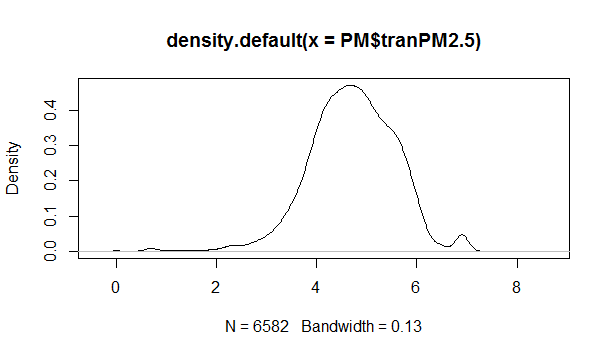 density.default(x = PM$tranPM2.5)
Density
0.0 0.1 0.2 0.3 0.4
0 2 4 6 8
N = 6582 Bandwidth = 0.13